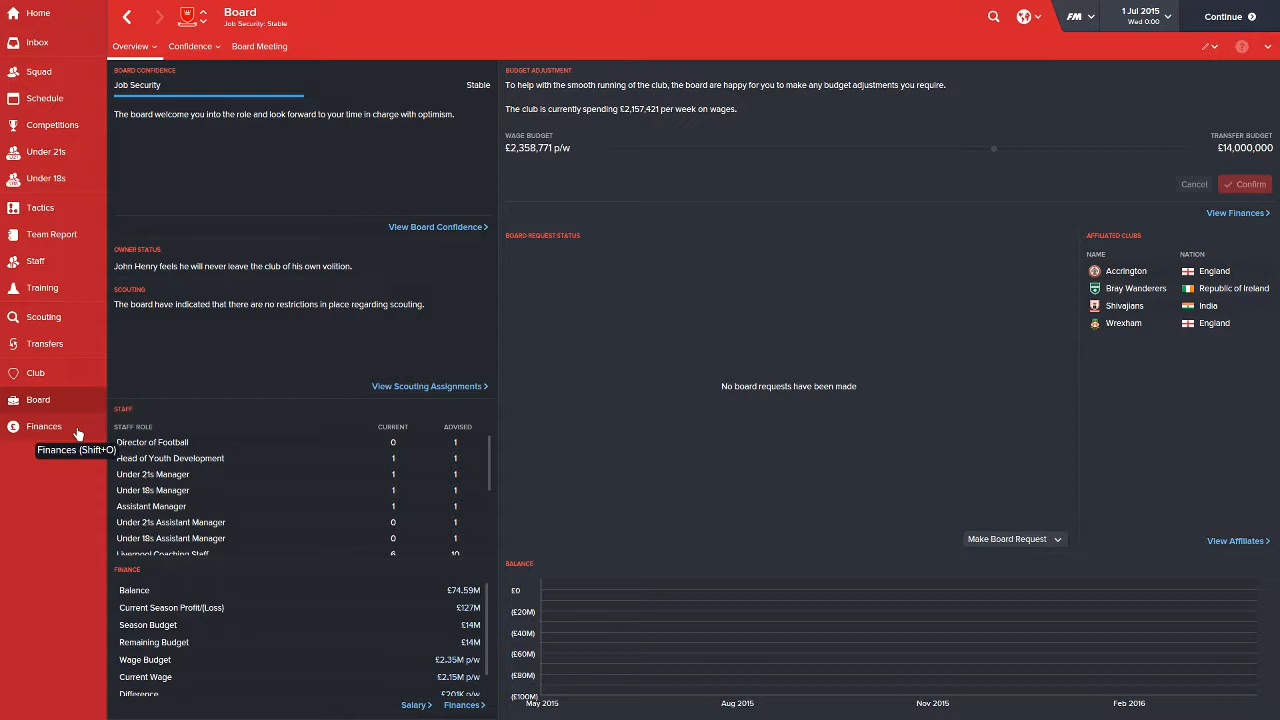 Home
Inbox
Squad
Schedule
Competitions
Under 21s
Under 18s
Tactics
Team Report
Staff
Training
Scouting
Transfers
Club
Board
Finances
Finances (Shift+O)
Board
Job Security: Stable
FM
1 Jul 2015
Wed 0:00
Continue
Overview
Confidence
Board Meeting
BOARD CONFIDENCE
Job Security Stable
The board welcome you into the role and look forward to your time in charge with optimism.
View Board Confidence >
OWNER STATUS
John Henry feels he will never leave the club of his own volition.
SCOUTING
The board have indicated that there are no restrictions in place regarding scouting.
View Scouting Assignments >
STAFF
STAFF ROLE CURRENT ADVISED
Director of Football 0 1
Head of Youth Development 1 1
Under 21s Manager 1 1
Under 18s Manager 1 1
Assistant Manager 1 1
Under 21s Assistant Manager 0 1
Under 18s Assistant Manager 0 1
Liverpool Coaching Staff 6 10
FINANCE
Balance £74.59M
Current Season Profit/(Loss) £127M
Season Budget £14M
Remaining Budget £14M
Wage Budget £2.35M p/w
Current Wage £2.15M p/w
Difference £201K p/w
Salary > Finances >
BUDGET ADJUSTMENT
To help with the smooth running of the club, the board are happy for you to make any budget adjustments you require.
The club is currently spending £2,157,421 per week on wages.
WAGE BUDGET TRANSFER BUDGET
£2,358,771 p/w £14,000,000
Cancel Confirm
View Finances >
BOARD REQUEST STATUS
No board requests have been made
Make Board Request
AFFILIATED CLUBS
NAME NATION
Accrington England
Bray Wanderers Republic of Ireland
Shivajians India
Wrexham England
View Affiliates >
BALANCE
£0
(£20M)
(£40M)
(£60M)
(£80M)
(£100M)
May 2015 Aug 2015 Nov 2015 Feb 2016